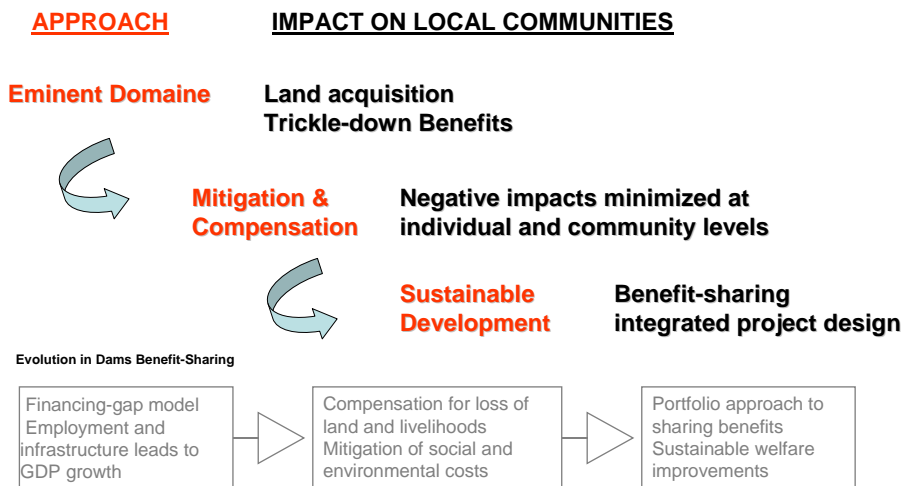 APPROACH IMPACT ON LOCAL COMMUNITIES
Eminent Domaine Land acquisition
Trickle-down Benefits
Mitigation & Negative impacts minimized at
Compensation individual and community levels
Sustainable Benefit-sharing
Development integrated project design
Evolution in Dams Benefit-Sharing
Financing-gap model
Employment and
infrastructure leads to
GDP growth
Compensation for loss of
land and livelihoods
Mitigation of social and
environmental costs
Portfolio approach to
sharing benefits
Sustainable welfare
improvements